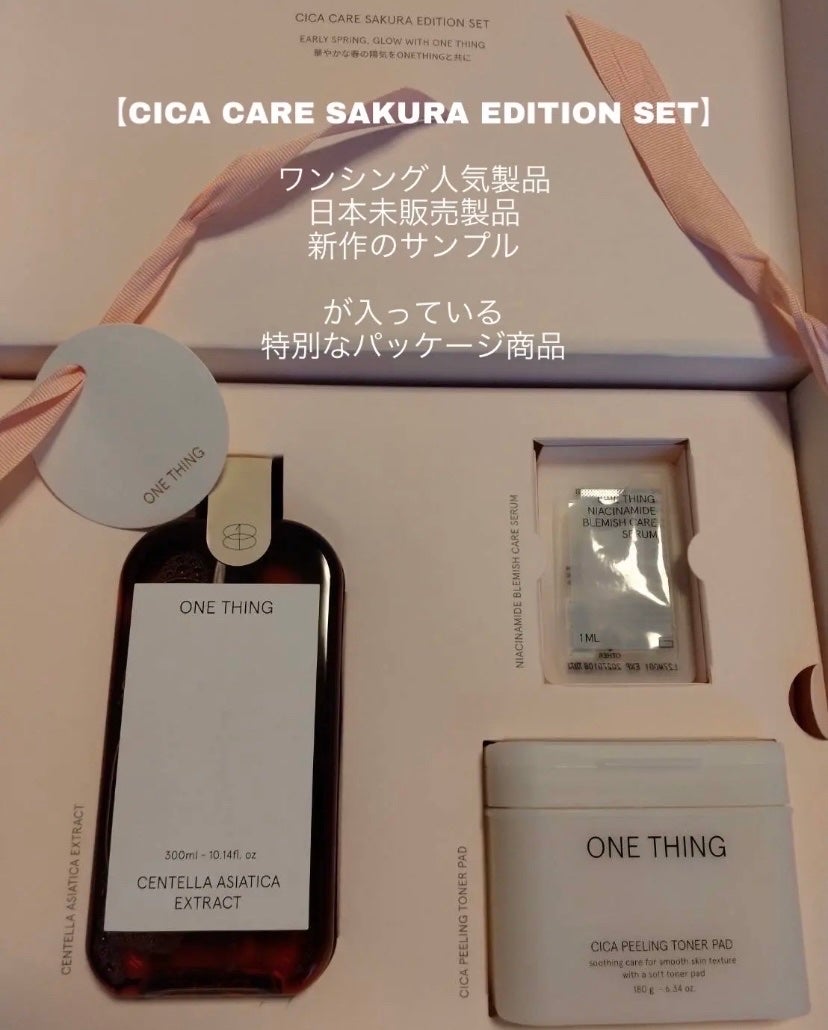 CICA CARE SAKURA EDITION SET
EARLY SPRING, GLOW WITH ONE THING
華やかな春の陽気をONETHINGと共に
【CICA CARE SAKURA EDITION SET】
ワンシング人気製品
日本未販売製品
新作のサンプル
が入っている
特別なパッケージ商品
ONE THING
ONE THING
300ml - 10.14fl. oz
CENTELLA ASIATICA
EXTRACT
CENTELLA ASIATICA EXTRACT
NIACINAMIDE BLEMISH CARE SERUM
ONE THING
NIACINAMIDE
BLEMISH CARE
SERUM
1 ML
CICA PEELING TONER PAD
ONE THING
CICA PEELING TONER PAD
soothing care for smooth skin texture
with a soft toner pad
180 g - 6.34 oz.